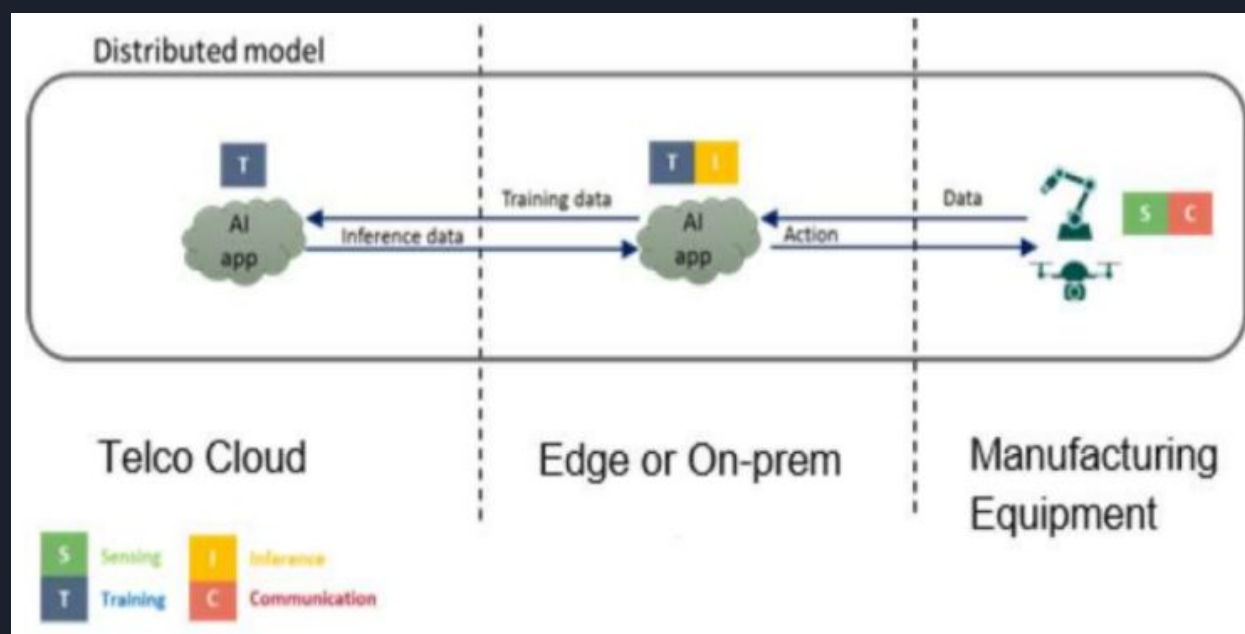 Distributed model
T
T I
AI
app
Training data
Inference data
AI
app
Data
Action
S C
Telco Cloud
Edge or On-prem
Manufacturing
Equipment
S Sensing
I Inference
T Training
C Communication